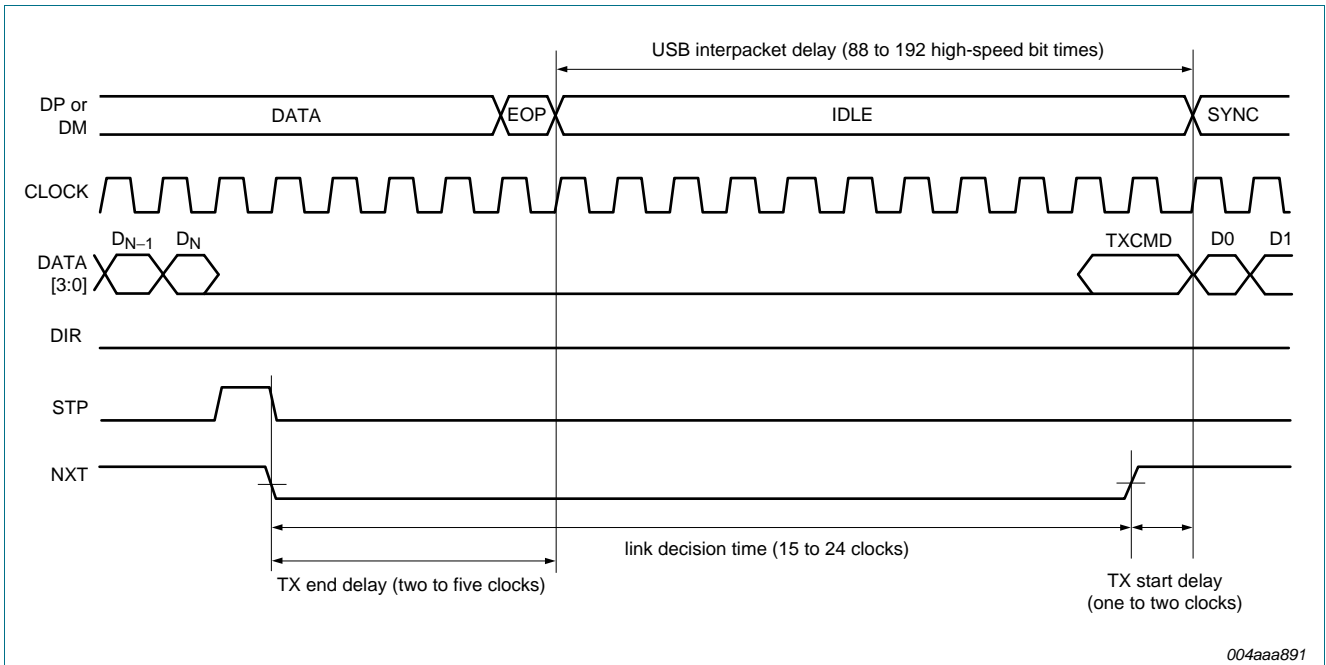 USB interpacket delay (88 to 192 high-speed bit times)
DP or
DM
DATA
EOP
IDLE
SYNC
CLOCK
DN–1
DN
TXCMD
D0
D1
DATA
[3:0]
DIR
STP
NXT
link decision time (15 to 24 clocks)
TX end delay (two to five clocks)
TX start delay
(one to two clocks)
004aaa891